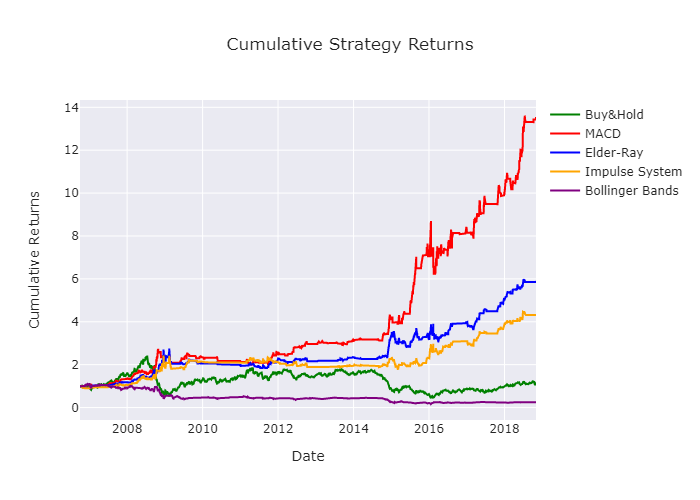 Cumulative Strategy Returns
14
12
10
8
6
4
2
0
Cumulative Returns
2008
2010
2012
2014
2016
2018
Date
Buy&Hold
MACD
Elder-Ray
Impulse System
Bollinger Bands